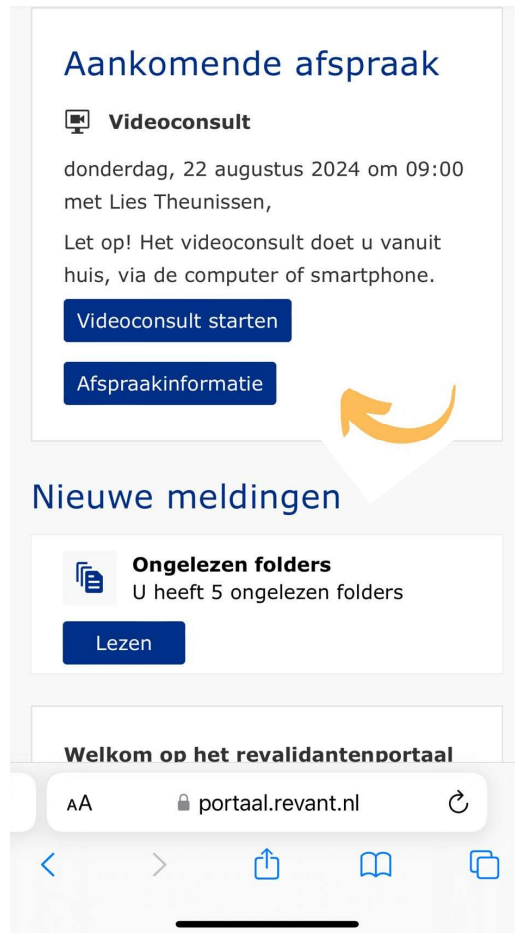 Aankomende afspraak
Videoconsult
donderdag, 22 augustus 2024 om 09:00
met Lies Theunissen,
Let op! Het videoconsult doet u vanuit
huis, via de computer of smartphone.
Videoconsult starten
Afspraakinformatie
Nieuwe meldingen
Ongelezen folders
U heeft 5 ongelezen folders
Lezen
Welkom op het revalidantenportaal
AA portaal.revant.nl